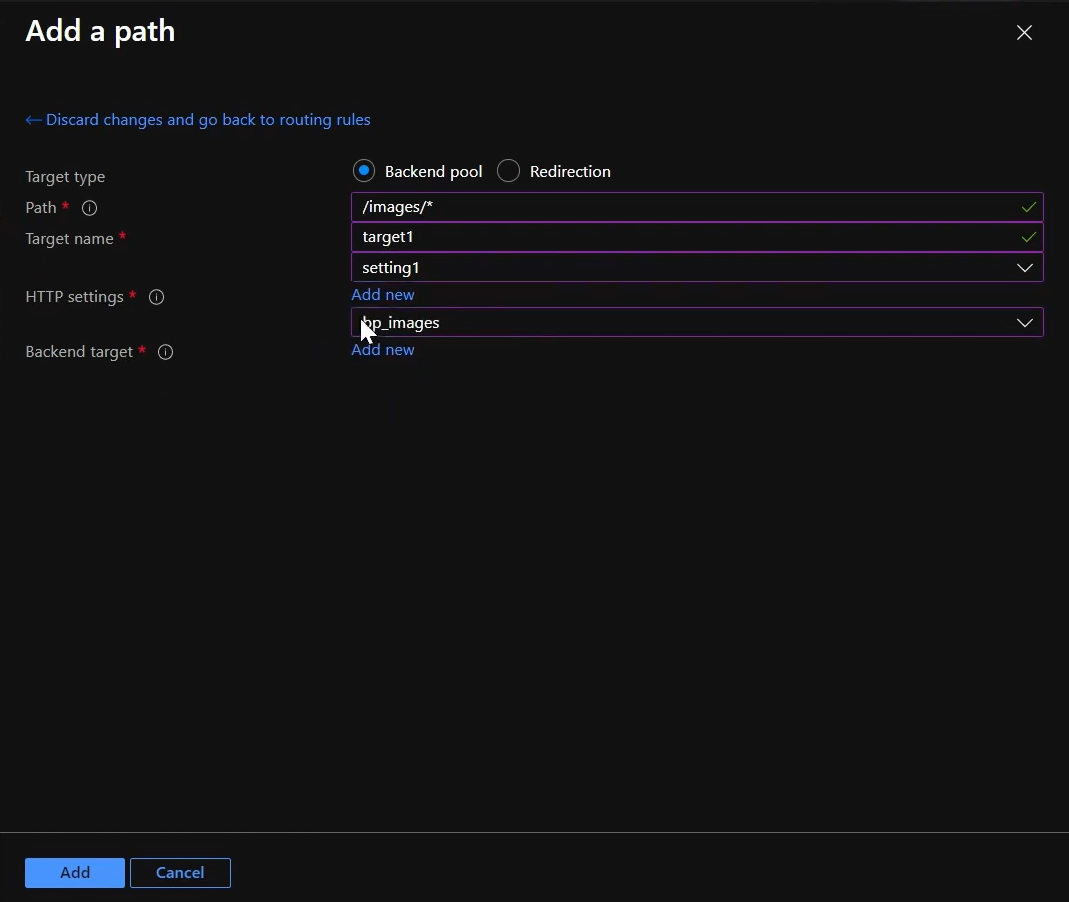 Add a path
Discard changes and go back to routing rules
Target type
Backend pool Redirection
Path * /images/*
Target name * target1
setting1
HTTP settings * Add new
bp_images
Backend target * Add new
Add Cancel